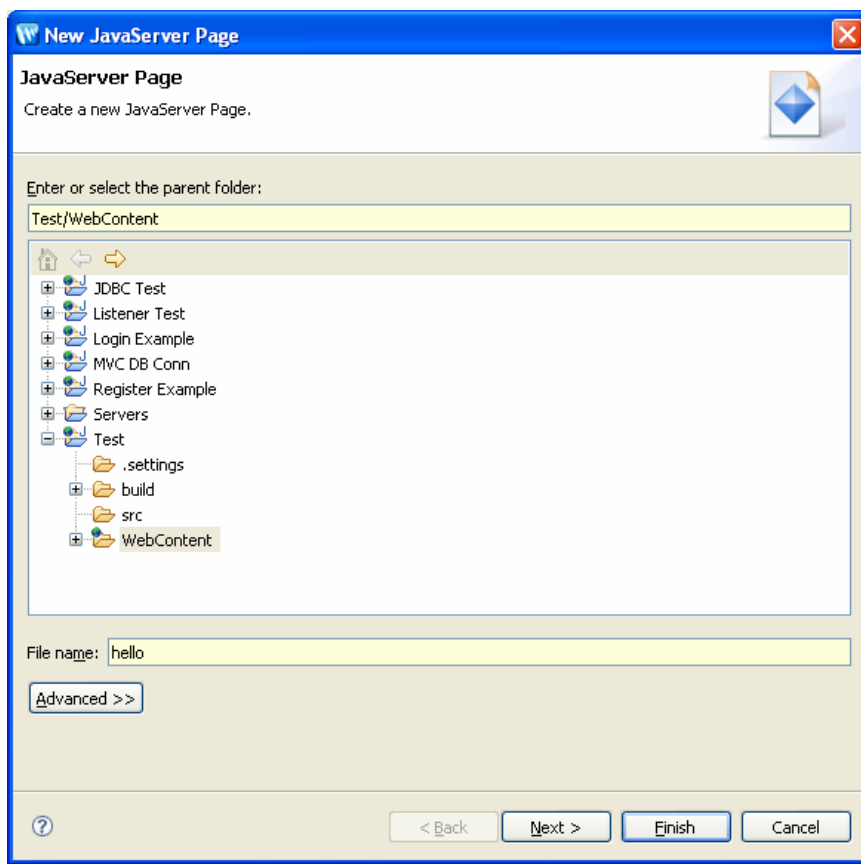 New JavaServer Page
JavaServer Page
Create a new JavaServer Page.
Enter or select the parent folder:
Test/WebContent
JDBC Test
Listener Test
Login Example
MVC DB Conn
Register Example
Servers
Test
.settings
build
src
WebContent
File name: hello
Advanced >>
< Back Next > Finish Cancel